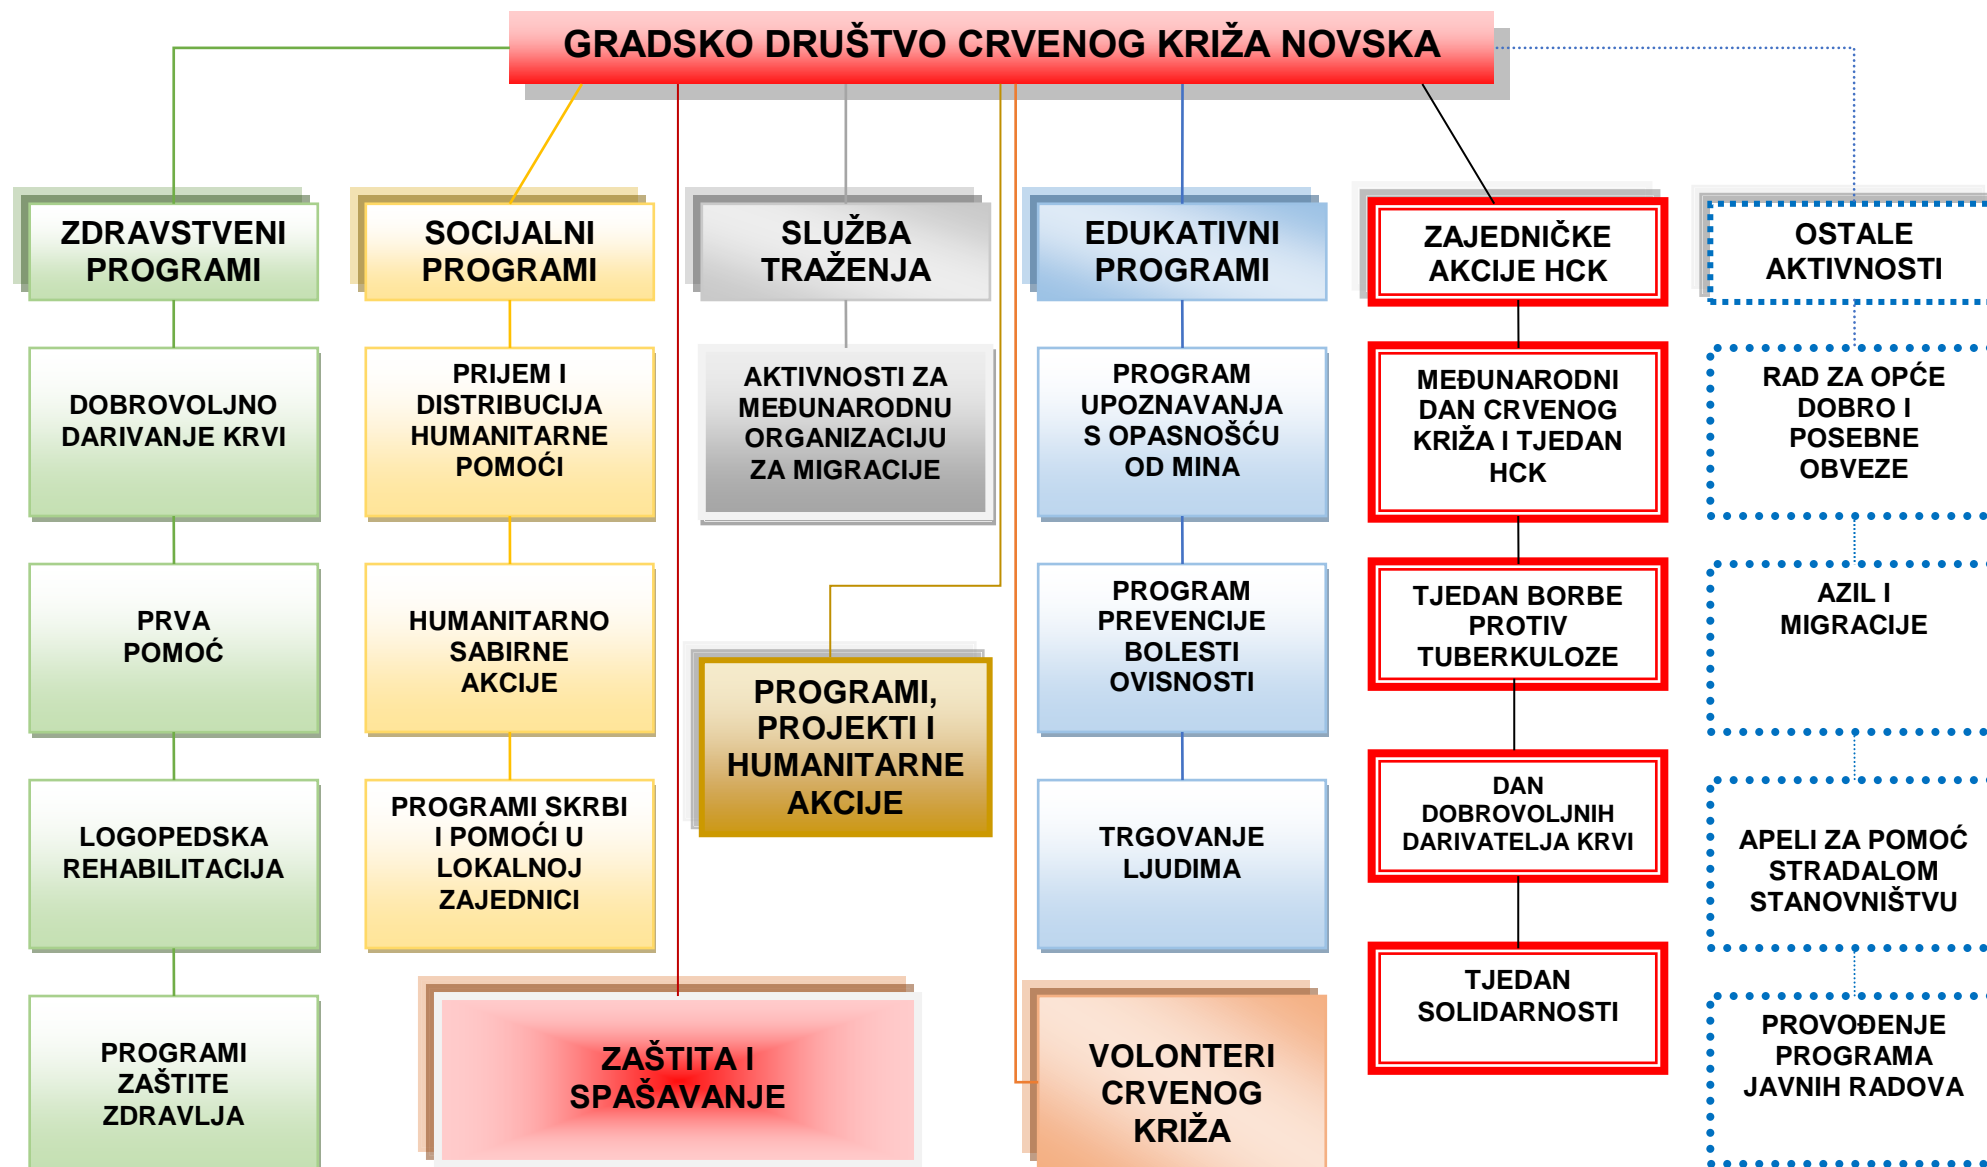 GRADSKO DRUŠTVO CRVENOG KRIŽA NOVSKA
ZDRAVSTVENI
PROGRAMI
DOBROVOLJNO
DARIVANJE KRVI
PRVA
POMOĆ
LOGOPEDSKA
REHABILITACIJA
PROGRAMI
ZAŠTITE
ZDRAVLJA
SOCIJALNI
PROGRAMI
PRIJEM I
DISTRIBUCIJA
HUMANITARNE
POMOĆI
HUMANITARNO
SABIRNE
AKCIJE
PROGRAMI SKRBI
I POMOĆI U
LOKALNOJ
ZAJEDNICI
ZAŠTITA I
SPAŠAVANJE
SLUŽBA
TRAŽENJA
AKTIVNOSTI ZA
MEĐUNARODNU
ORGANIZACIJU
ZA MIGRACIJE
PROGRAMI,
PROJEKTI I
HUMANITARNE
AKCIJE
EDUKATIVNI
PROGRAMI
PROGRAM
UPOZNAVANJA
S OPASNOŠĆU
OD MINA
PROGRAM
PREVENCIJE
BOLESTI
OVISNOSTI
TRGOVANJE
LJUDIMA
VOLONTERI
CRVENOG
KRIŽA
ZAJEDNIČKE
AKCIJE HCK
MEĐUNARODNI
DAN CRVENOG
KRIŽA I TJEDAN
HCK
TJEDAN BORBE
PROTIV
TUBERKULOZE
DAN
DOBROVOLJNIH
DARIVATELJA KRVI
TJEDAN
SOLIDARNOSTI
OSTALE
AKTIVNOSTI
RAD ZA OPĆE
DOBRO I
POSEBNE
OBVEZE
AZIL I
MIGRACIJE
APELI ZA POMOĆ
STRADALOM
STANOVNIŠTVU
PROVOĐENJE
PROGRAMA
JAVNIH RADOVA